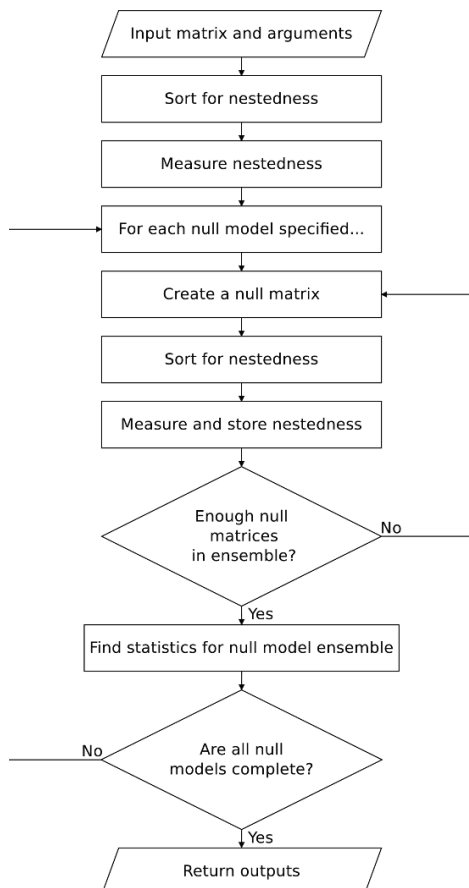 Input matrix and arguments
Sort for nestedness
Measure nestedness
For each null model specified...
Create a null matrix
Sort for nestedness
Measure and store nestedness
Enough null
matrices
in ensemble?
No
Yes
Find statistics for null model ensemble
No
Are all null
models complete?
Yes
Return outputs